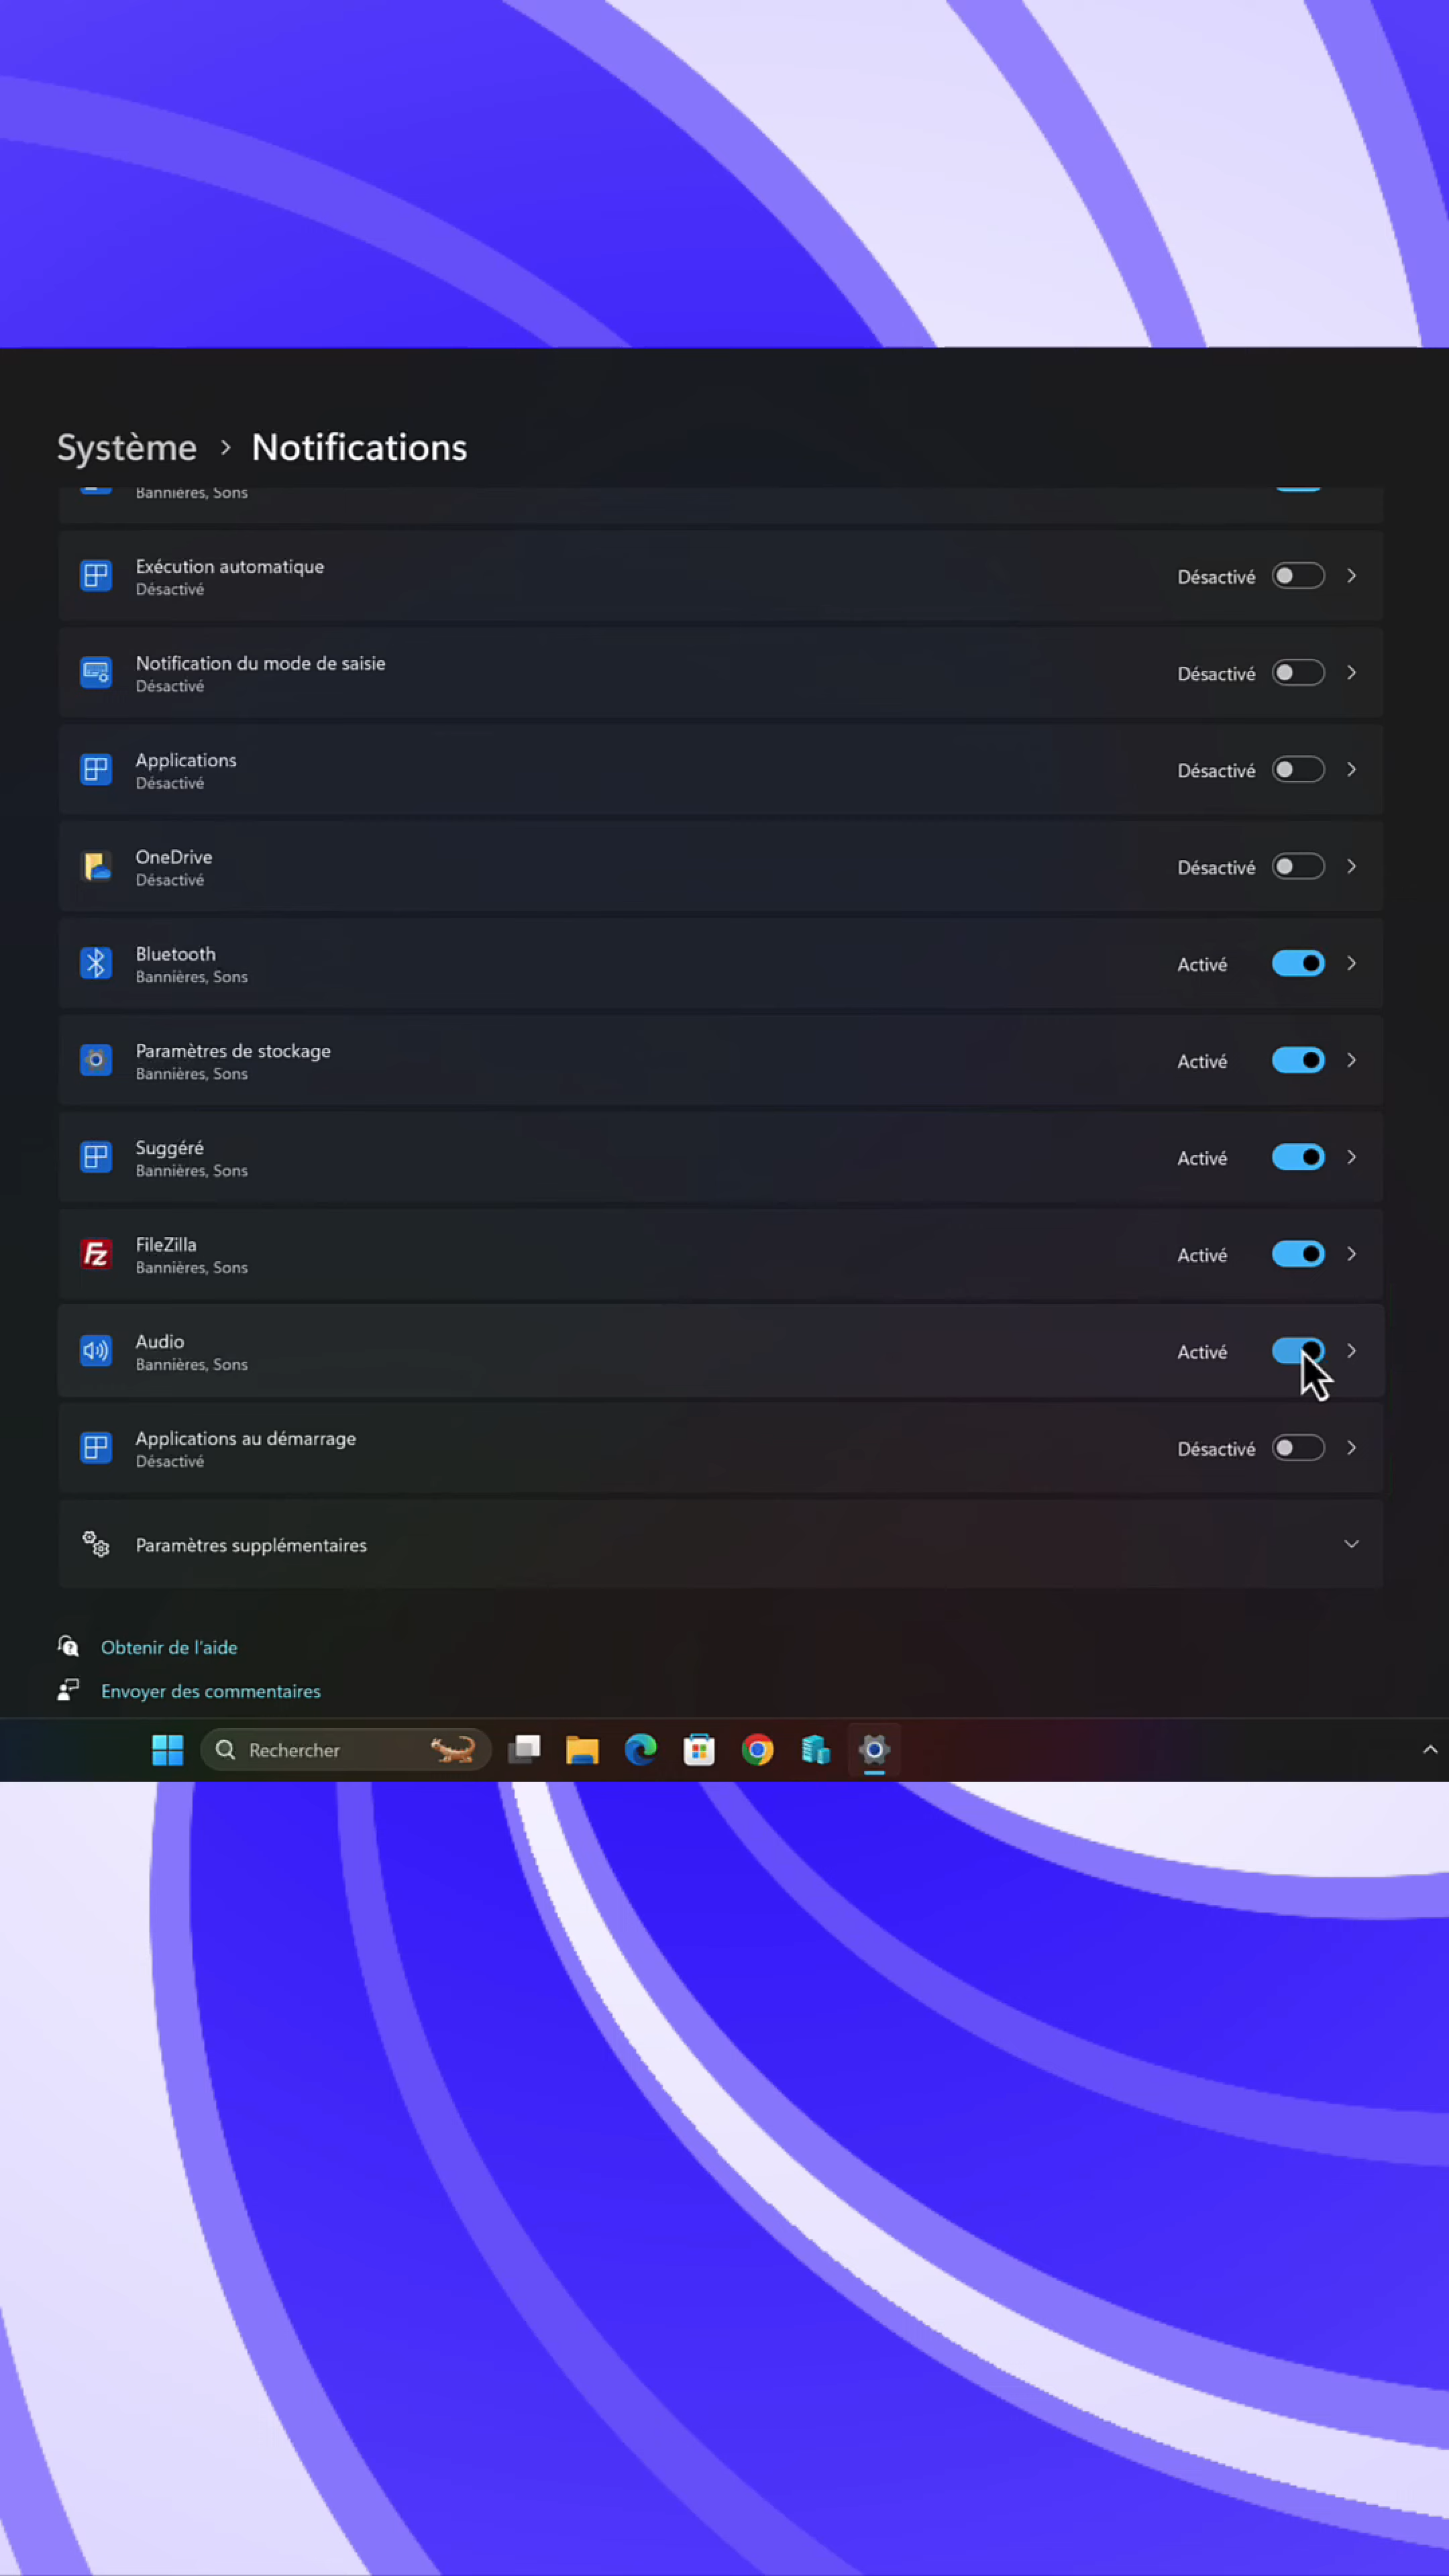 Système > Notifications
Bannières, Sons
Exécution automatique
Désactivé
Désactivé
Notification du mode de saisie
Désactivé
Désactivé
Applications
Désactivé
Désactivé
OneDrive
Désactivé
Désactivé
Bluetooth
Bannières, Sons
Activé
Paramètres de stockage
Bannières, Sons
Activé
Suggéré
Bannières, Sons
Activé
FileZilla
Bannières, Sons
Activé
Audio
Bannières, Sons
Activé
Applications au démarrage
Désactivé
Désactivé
Paramètres supplémentaires
Obtenir de l'aide
Envoyer des commentaires
Rechercher